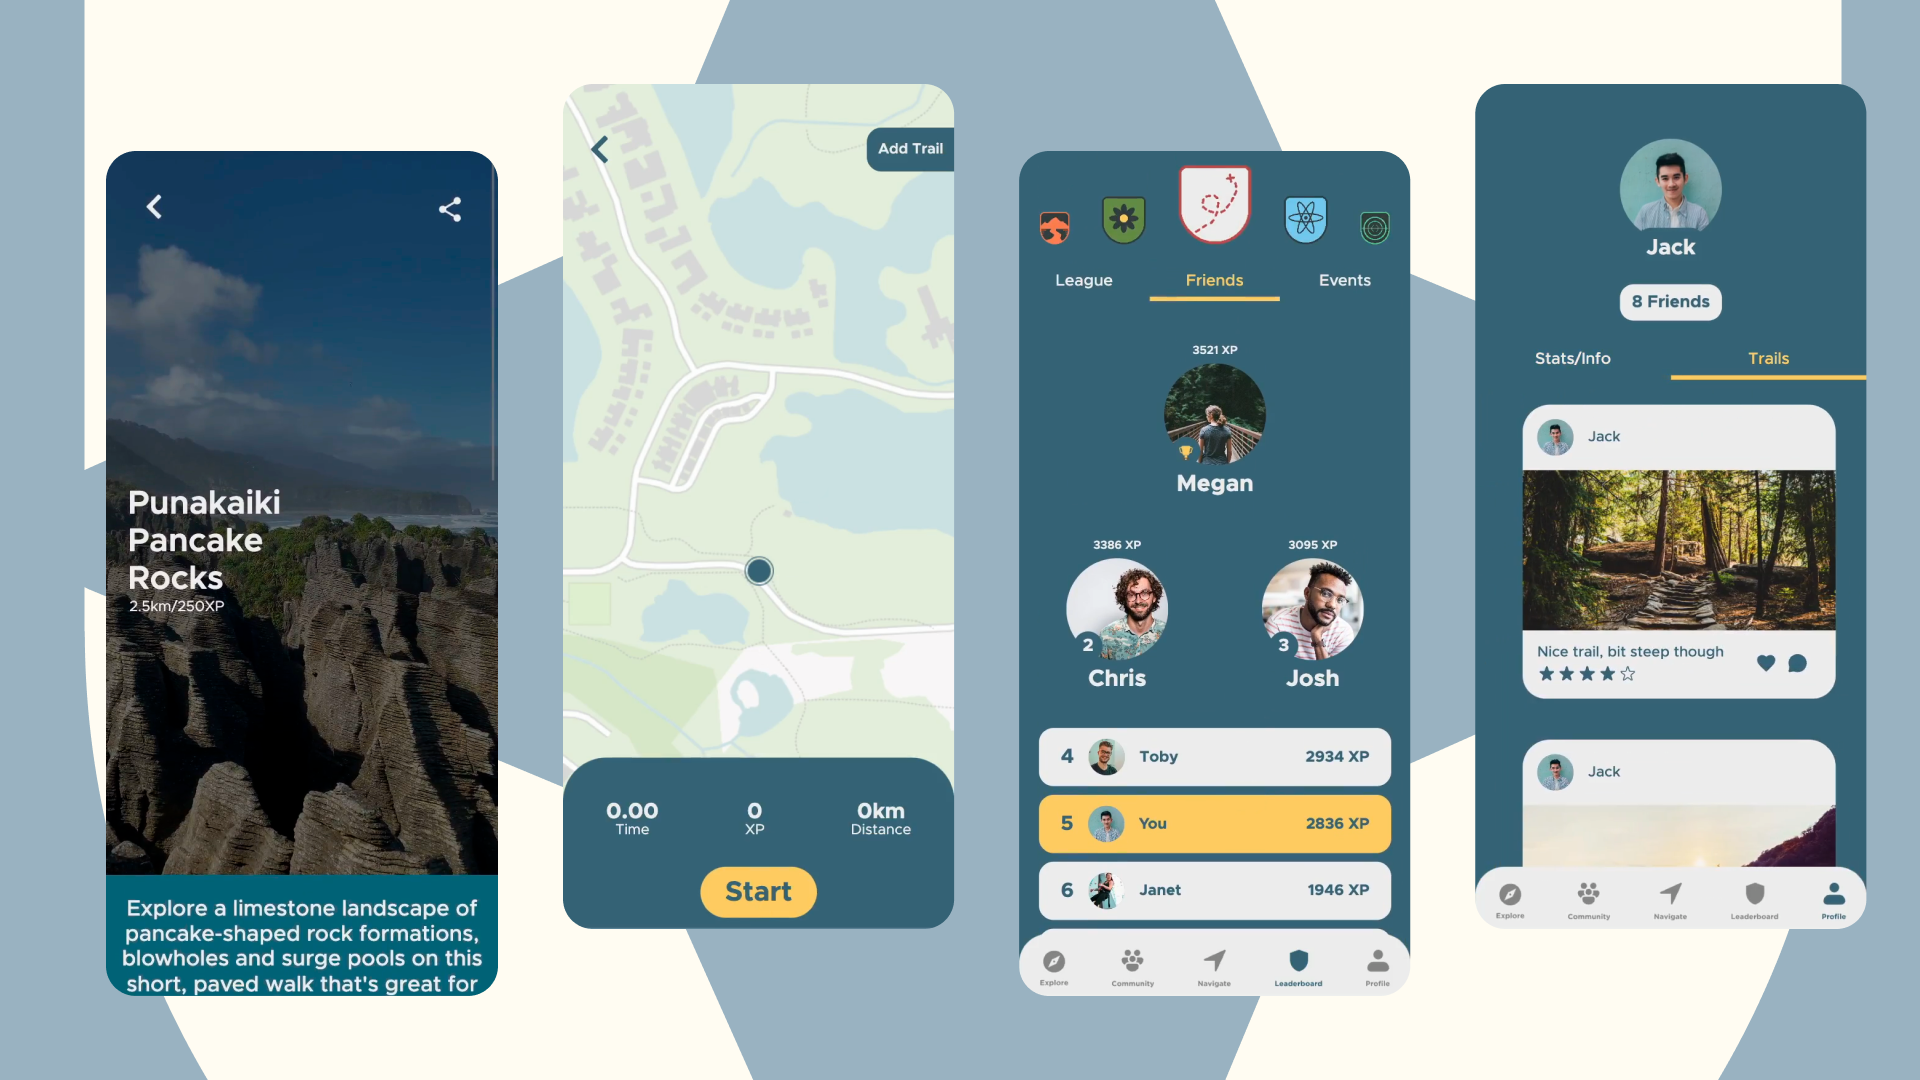 Punakaiki
Pancake
Rocks
2.5km/250XP
Explore a limestone landscape of
pancake-shaped rock formations,
blowholes and surge pools on this
short, paved walk that's great for
Add Trail
0.00
Time
0
XP
0km
Distance
Start
League
Friends
Events
3521 XP
Megan
3386 XP
2
Chris
3095 XP
3
Josh
4 Toby 2934 XP
5 You 2836 XP
6 Janet 1946 XP
Explore
Community
Navigate
Leaderboard
Profile
Jack
8 Friends
Stats/Info
Trails
Jack
Nice trail, bit steep though
Jack
Explore
Community
Navigate
Leaderboard
Profile